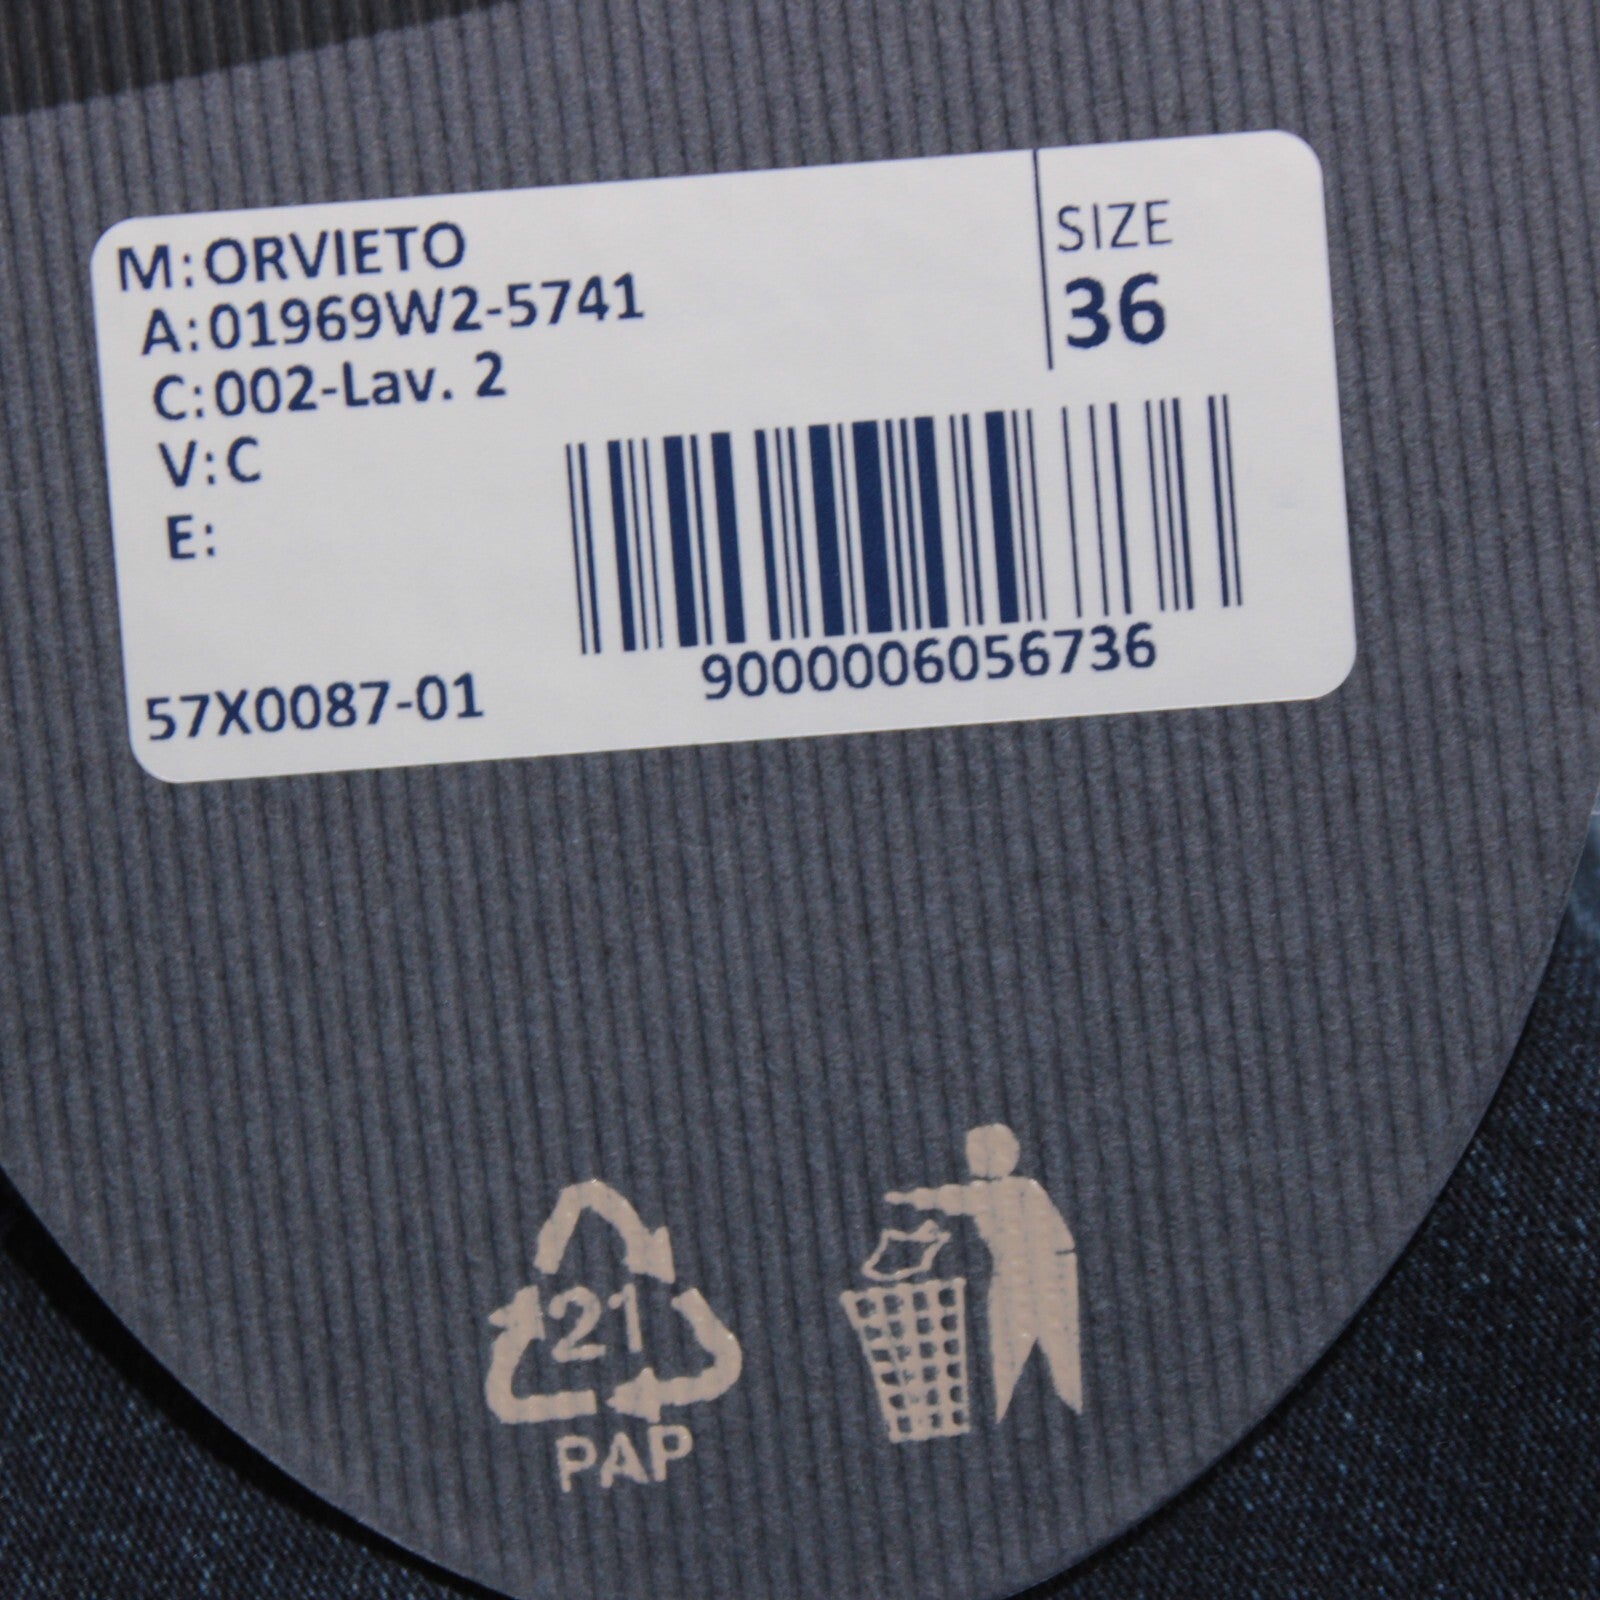 M:ORVIETO
A:01969W2-5741
C:002-Lav. 2
V:C
E:
SIZE
36
9000006056736
57X0087-01
21
PAP